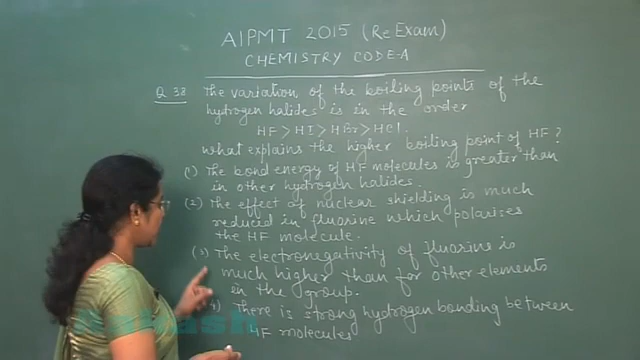 AIPMT 2015 (Re Exam)
CHEMISTRY CODE-A
Q.38 The variation of the boiling points of the
hydrogen halides is in the order
HF > HI > HBr > HCl.
What explains the higher boiling point of HF?
(1) The bond energy of HF molecules is greater than
in other hydrogen halides.
(2) The effect of nuclear shielding is much
reduced in fluorine which polarises
the HF molecule.
(3) The electronegativity of fluorine is
much higher than for other elements
in the group.
4) There is strong hydrogen bonding between
HF molecules
Aakash